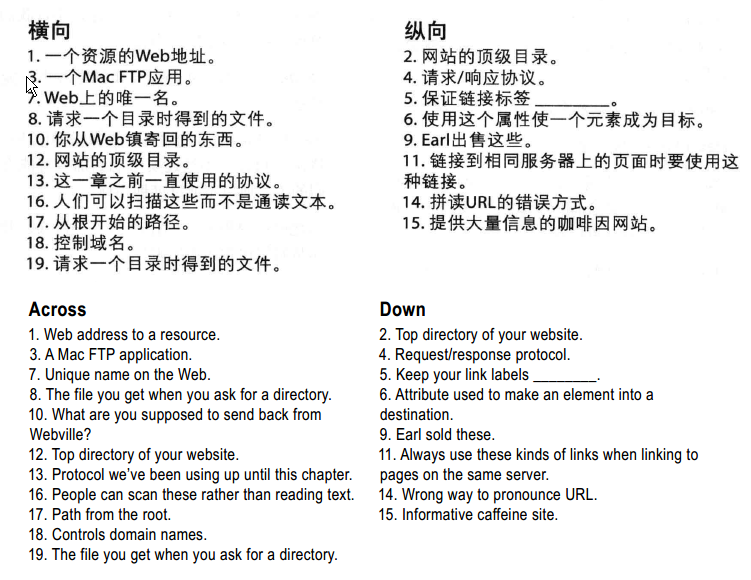 横向
1. 一个资源的Web地址。
3. 一个Mac FTP应用。
7. Web上的唯一名。
8. 请求一个目录时得到的文件。
10. 你从Web镇寄回的东西。
12. 网站的顶级目录。
13. 这一章之前一直使用的协议。
16. 人们可以扫描这些而不是通读文本。
17. 从根开始的路径。
18. 控制域名。
19. 请求一个目录时得到的文件。
纵向
2. 网站的顶级目录。
4. 请求/响应协议。
5. 保证链接标签 ________。
6. 使用这个属性使一个元素成为目标。
9. Earl出售这些。
11. 链接到相同服务器上的页面时要使用这
种链接。
14. 拼读URL的错误方式。
15. 提供大量信息的咖啡因网站。
Across
1. Web address to a resource.
3. A Mac FTP application.
7. Unique name on the Web.
8. The file you get when you ask for a directory.
10. What are you supposed to send back from
Webville?
12. Top directory of your website.
13. Protocol we've been using up until this chapter.
16. People can scan these rather than reading text.
17. Path from the root.
18. Controls domain names.
19. The file you get when you ask for a directory.
Down
2. Top directory of your website.
4. Request/response protocol.
5. Keep your link labels ________.
6. Attribute used to make an element into a
destination.
9. Earl sold these.
11. Always use these kinds of links when linking to
pages on the same server.
14. Wrong way to pronounce URL.
15. Informative caffeine site.